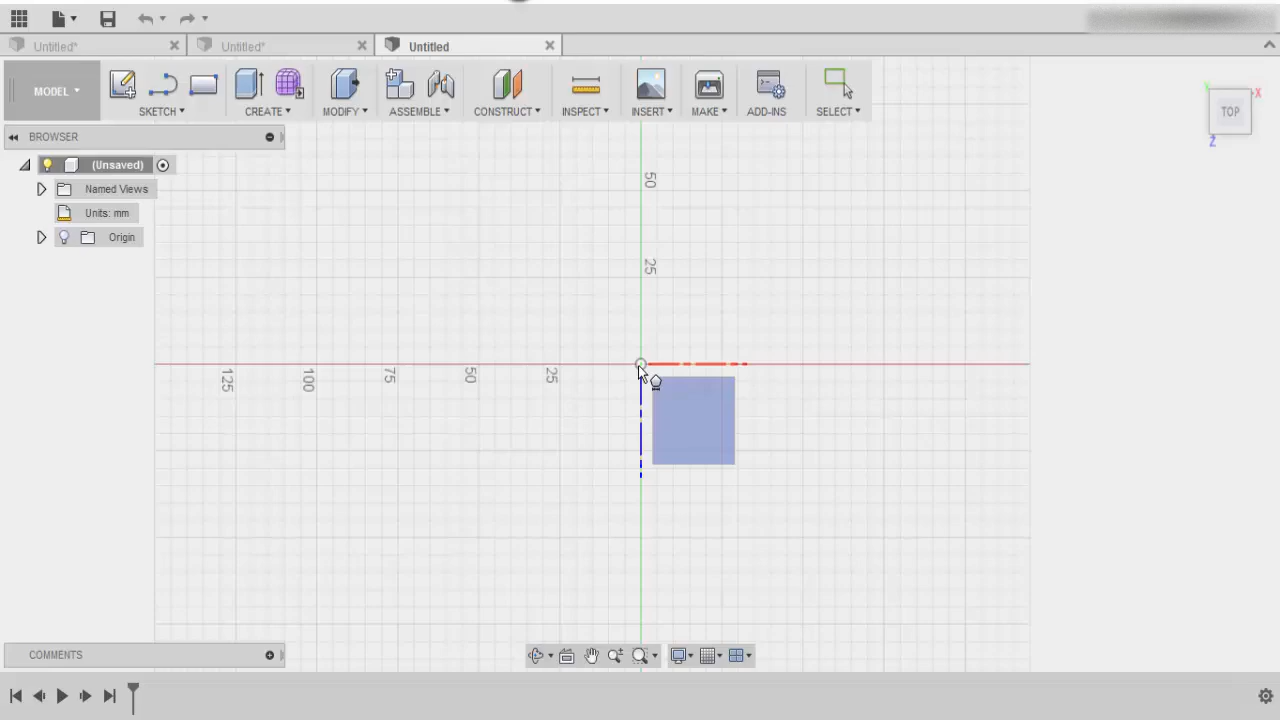 Untitled*
Untitled*
Untitled
MODEL
SKETCH
CREATE
MODIFY
ASSEMBLE
CONSTRUCT
INSPECT
INSERT
MAKE
ADD-INS
SELECT
BROWSER
(Unsaved)
Named Views
Units: mm
Origin
Y
X
TOP
Z
50
25
125
100
75
50
25
COMMENTS